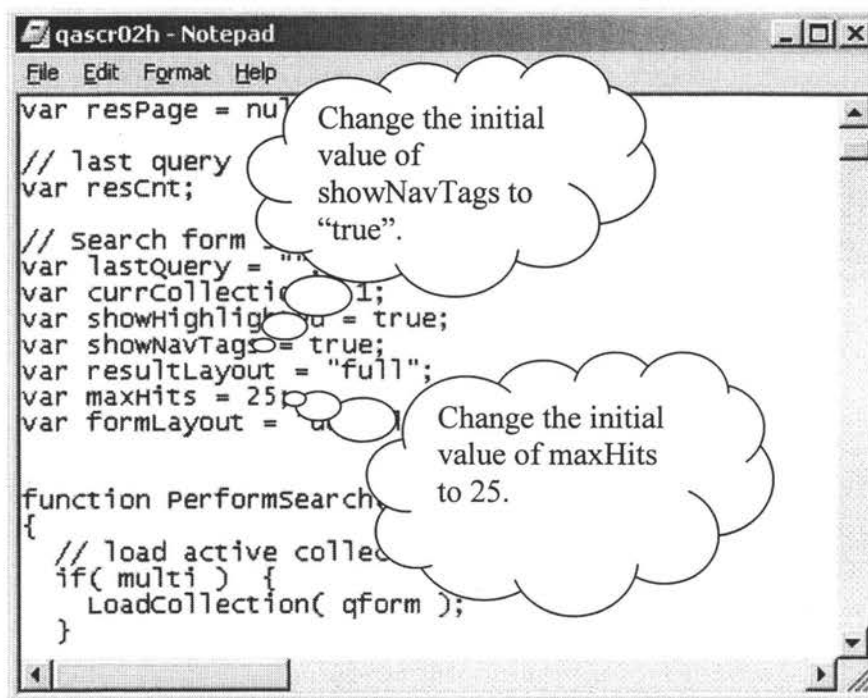 qascr02h - Notepad
File Edit Format Help
var resPage = nul
// last query
var resCnt;
// Search form
var lastQuery = "";
var currCollecti 1;
var showHighlig = true;
var showNavTags = true;
var resultLayout = "full";
var maxHits = 25;
var formLayout = "
function PerformSearch
{
// load active collec
if( multi ) {
LoadCollection( qform );
}
Change the initial
value of
showNavTags to
“true”.
Change the initial
value of maxHits
to 25.